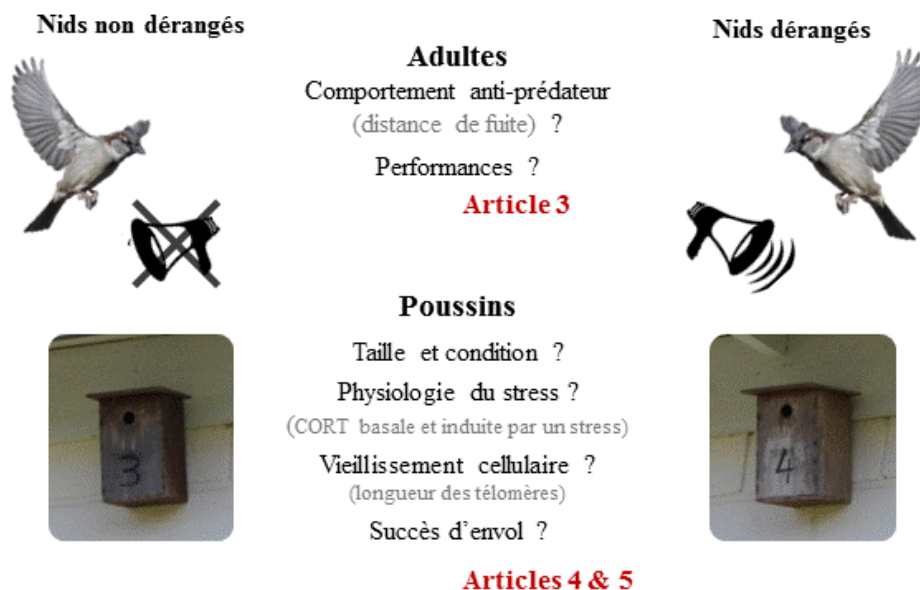 Nids non dérangés
Nids dérangés
Adultes
Comportement anti-prédateur
(distance de fuite) ?
Performances ?
Article 3
Poussins
Taille et condition ?
Physiologie du stress ?
(CORT basale et induite par un stress)
Vieillissement cellulaire ?
(longueur des télomères)
Succès d'envol ?
Articles 4 & 5
3
4